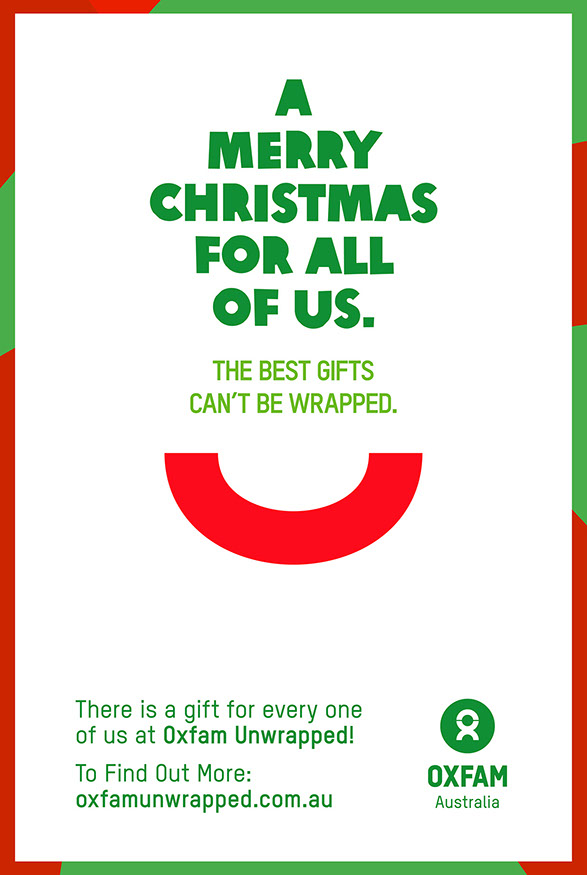 A
MERRY
CHRISTMAS
FOR ALL
OF US.
THE BEST GIFTS
CAN'T BE WRAPPED.
There is a gift for every one
of us at Oxfam Unwrapped!
To Find Out More:
oxfamunwrapped.com.au
OXFAM
Australia